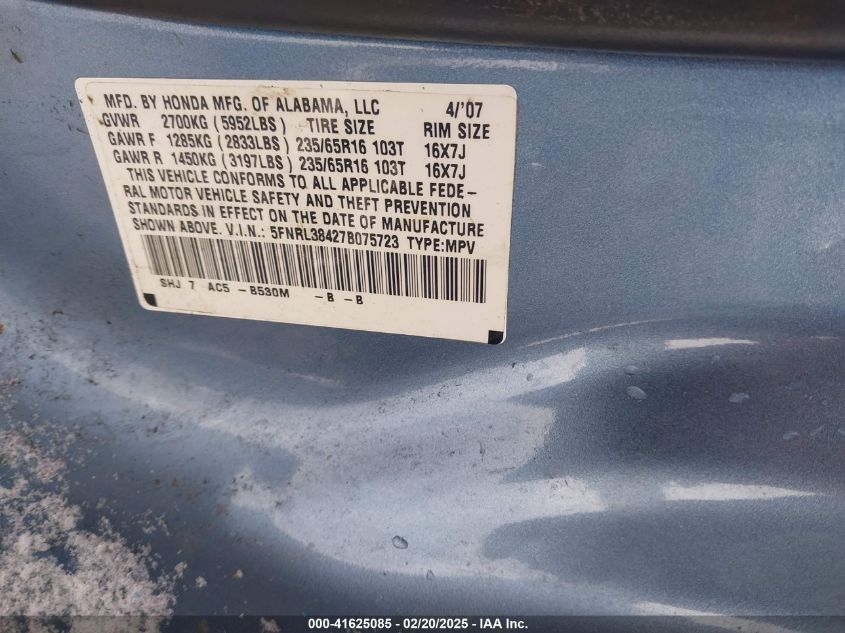 MFD. BY HONDA MFG. OF ALABAMA, LLC 4/'07
GVWR 2700KG (5952LBS) TIRE SIZE RIM SIZE
GAWR F 1285KG (2833LBS) 235/65R16 103T 16X7J
GAWR R 1450KG (3197LBS) 235/65R16 103T 16X7J
THIS VEHICLE CONFORMS TO ALL APPLICABLE FEDE-
RAL MOTOR VEHICLE SAFETY AND THEFT PREVENTION
STANDARDS IN EFFECT ON THE DATE OF MANUFACTURE
SHOWN ABOVE. V.I.N.: 5FNRL38427B075723 TYPE:MPV
SHJ 7 AC5 - B530M - B - B
000-41625085 - 02/20/2025 - IAA Inc.